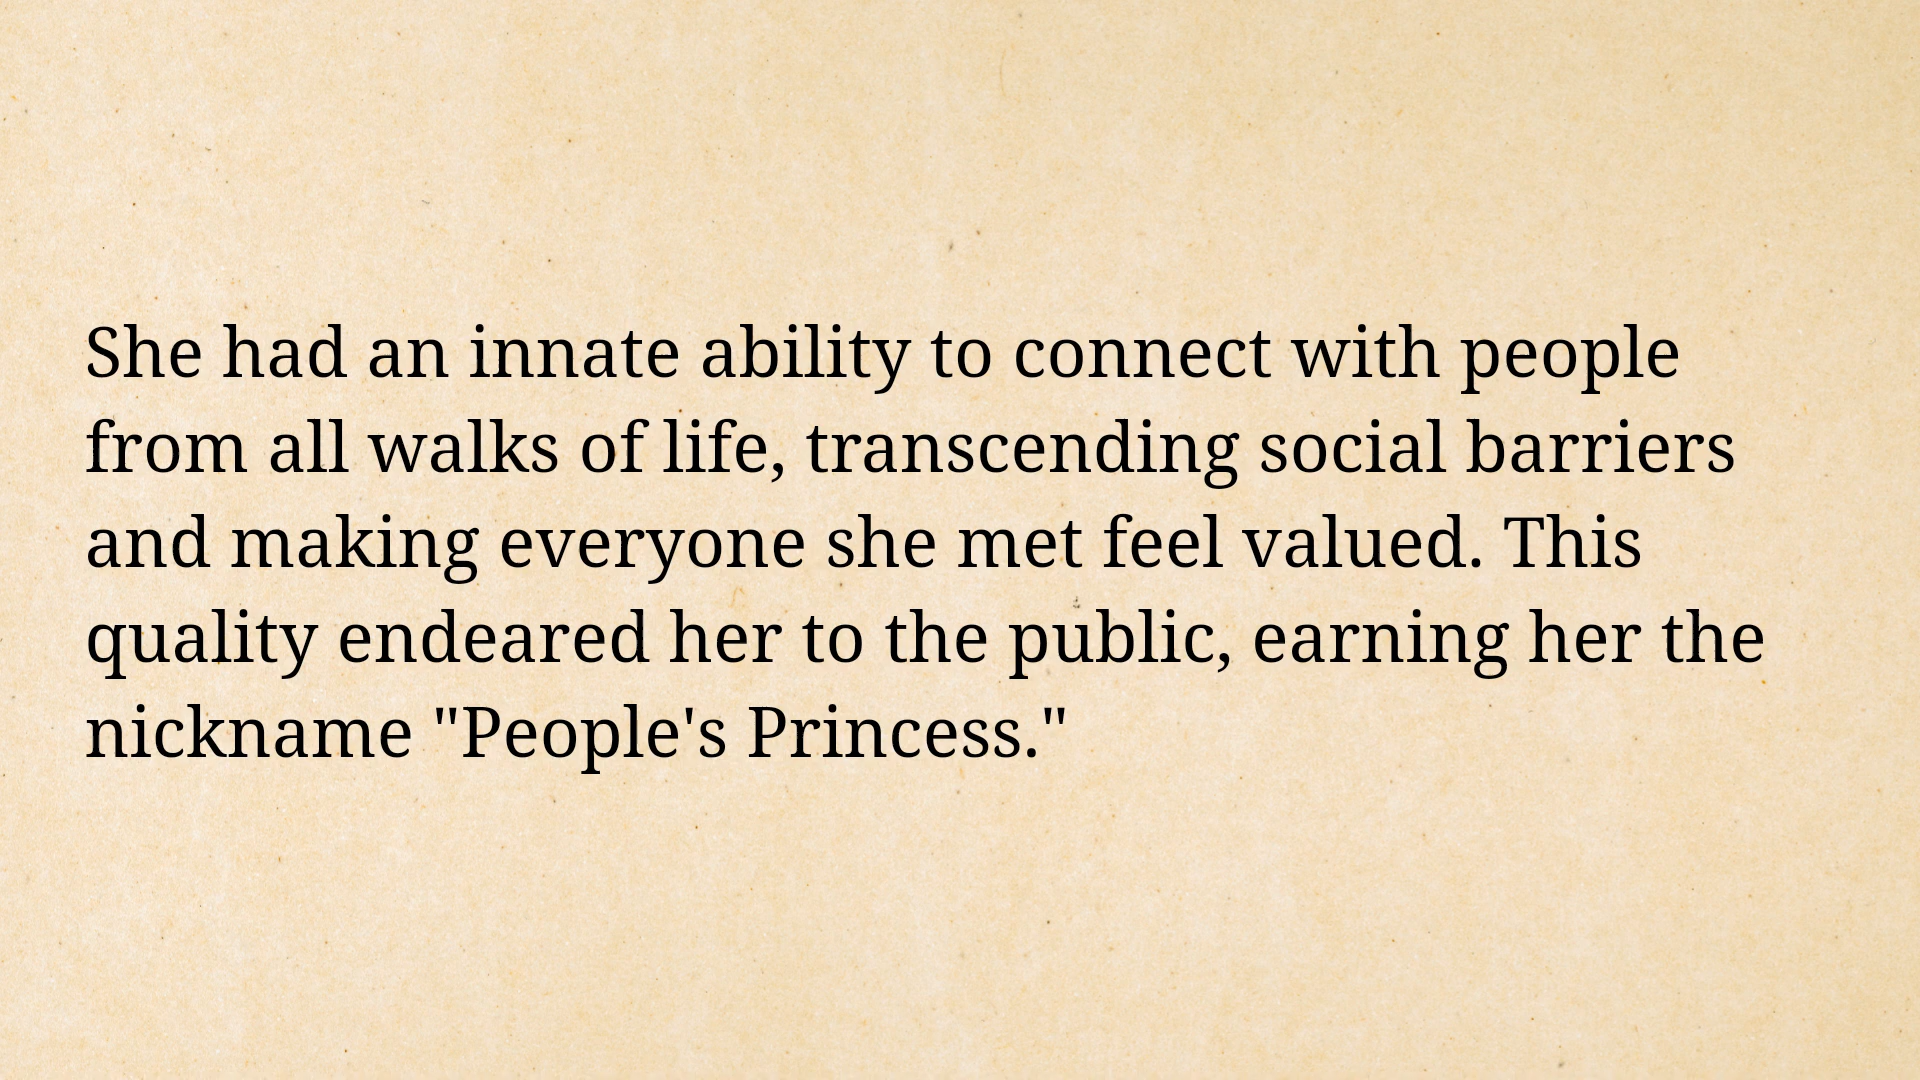 She had an innate ability to connect with people
from all walks of life, transcending social barriers
and making everyone she met feel valued. This
quality endeared her to the public, earning her the
nickname "People's Princess."